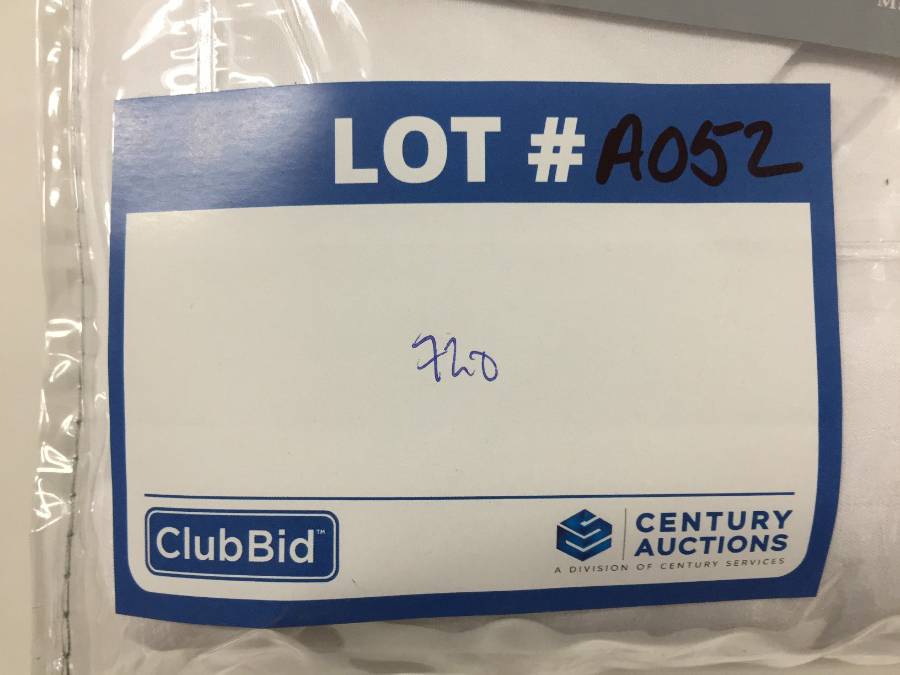 LOT # A052
720
ClubBid™
CENTURY
AUCTIONS
A DIVISION OF CENTURY SERVICES